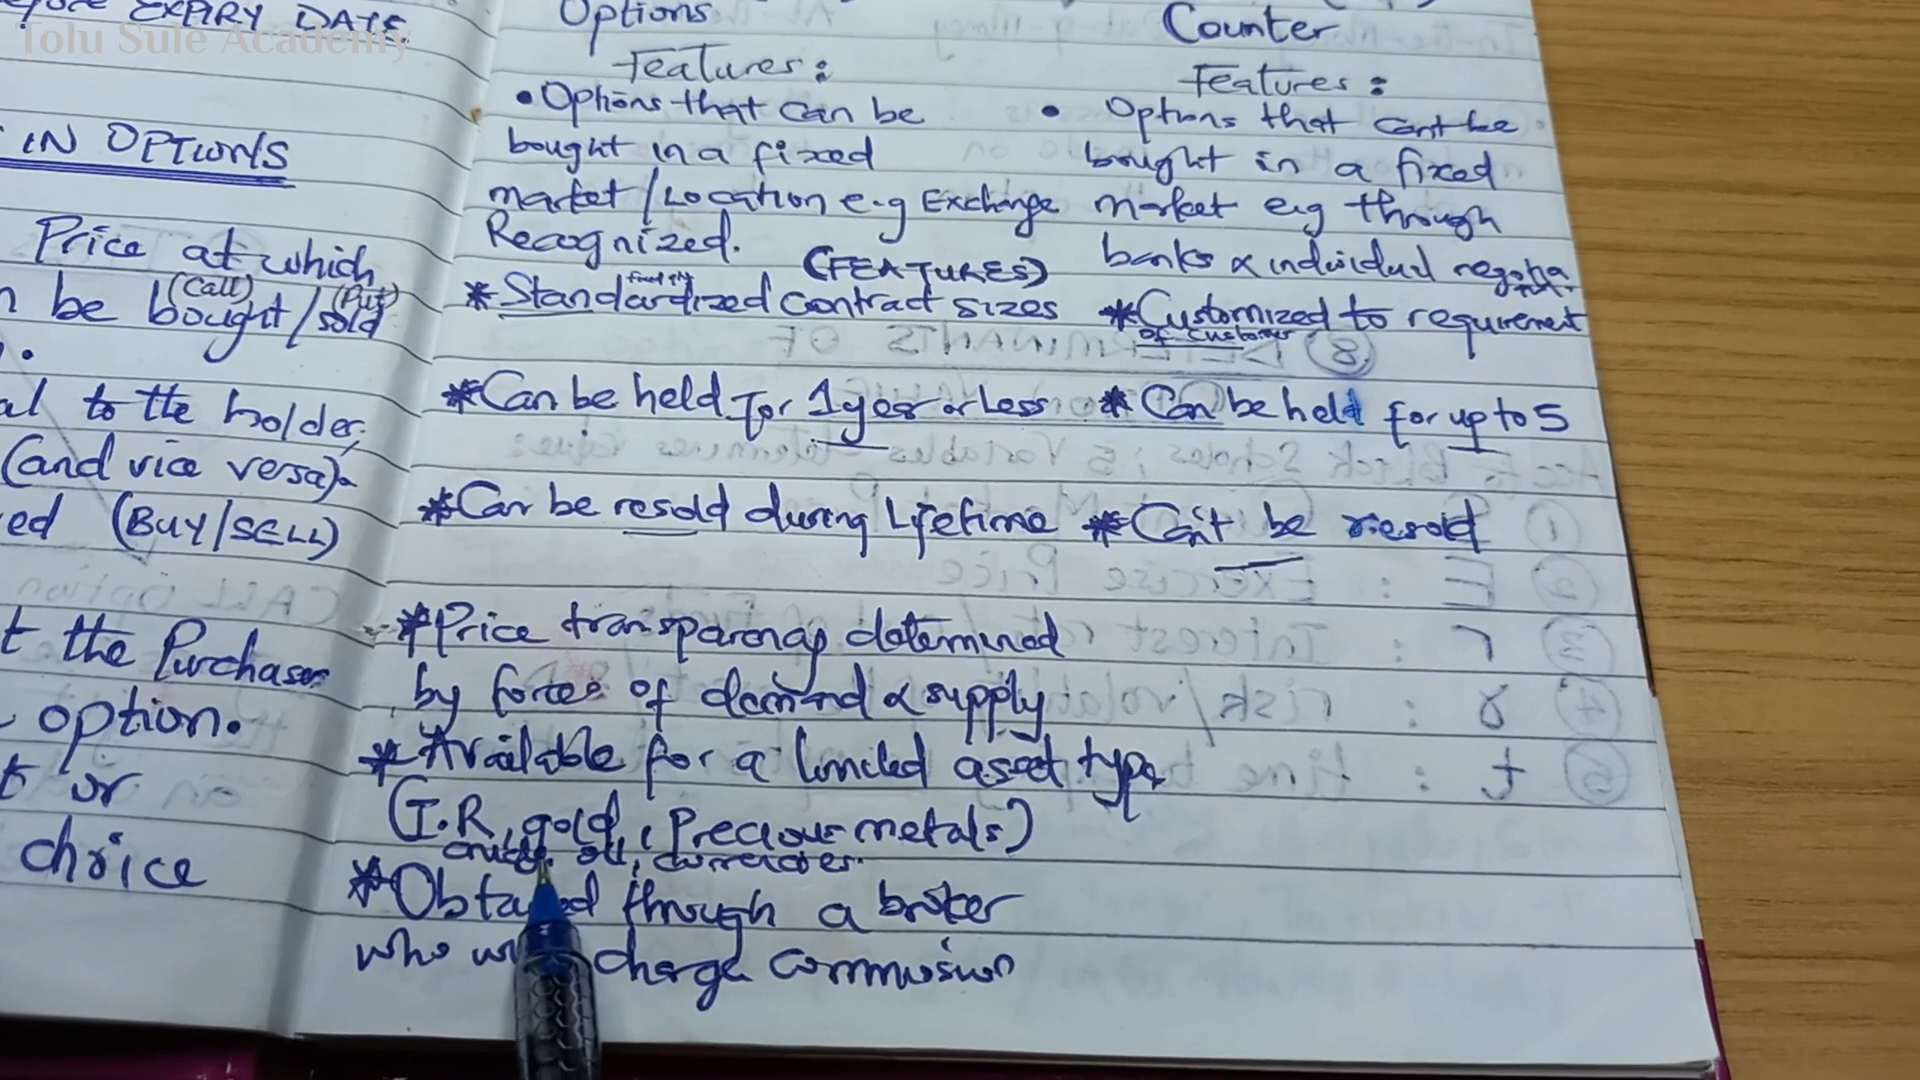 Tolu Sule Academy
EXPIRY DATE
IN OPTIONS
Price at which
be bought/sold
(Call) (Put)
to the holder,
(and vice versa).
(BUY/SELL)
the Purchaser
option.
or
choice
Options
Features:
• Options that can be
bought in a fixed
market/Location e.g Exchange
Recognized.
(FEATURES)
*Standardized contract sizes
*Can be held for 1 year or Less
*Can be resold during Lifetime
*Price transparency determined
by forces of demand & supply
*Available for a limited asset type
(I.R, gold, Precious metals)
crude oil, currencies.
*Obtained through a broker
who will charge commission
Counter
Features:
• Options that can't be
bought in a fixed
market e.g through
banks & individual
*Customized to requirement
of customer
*Can be held for up to 5
*Can't be resold